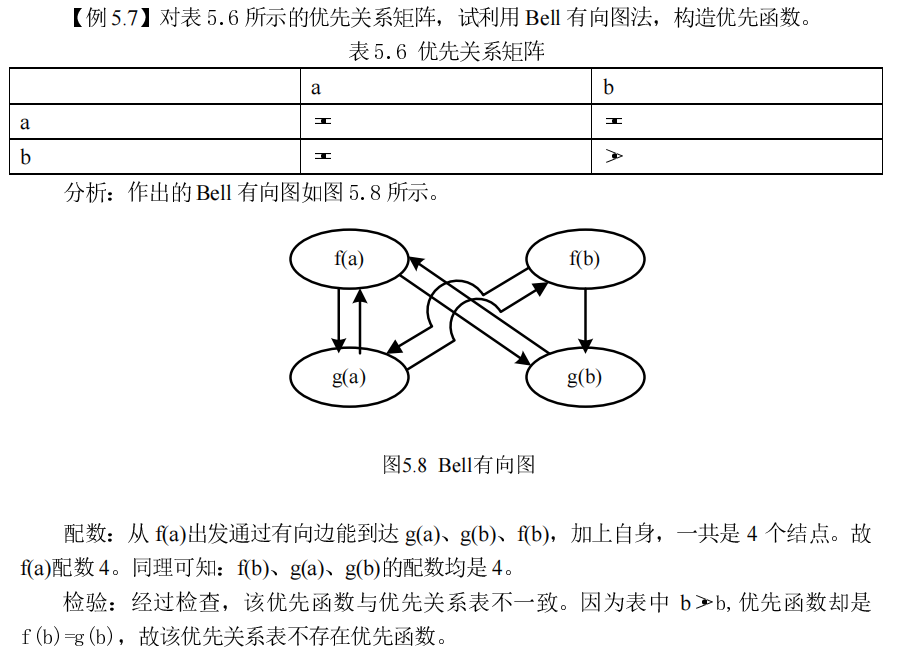 【例 5.7】对表 5.6 所示的优先关系矩阵，试利用 Bell 有向图法，构造优先函数。
表 5.6 优先关系矩阵
a b
a ≖ ≖
b ≖ ⋗
分析：作出的 Bell 有向图如图 5.8 所示。
f(a) f(b)
g(a) g(b)
图5.8 Bell有向图
配数：从 f(a)出发通过有向边能到达 g(a)、g(b)、f(b)，加上自身，一共是 4 个结点。故
f(a)配数 4。同理可知：f(b)、g(a)、g(b)的配数均是 4。
检验：经过检查，该优先函数与优先关系表不一致。因为表中 b⋗b, 优先函数却是
f(b)=g(b)，故该优先关系表不存在优先函数。